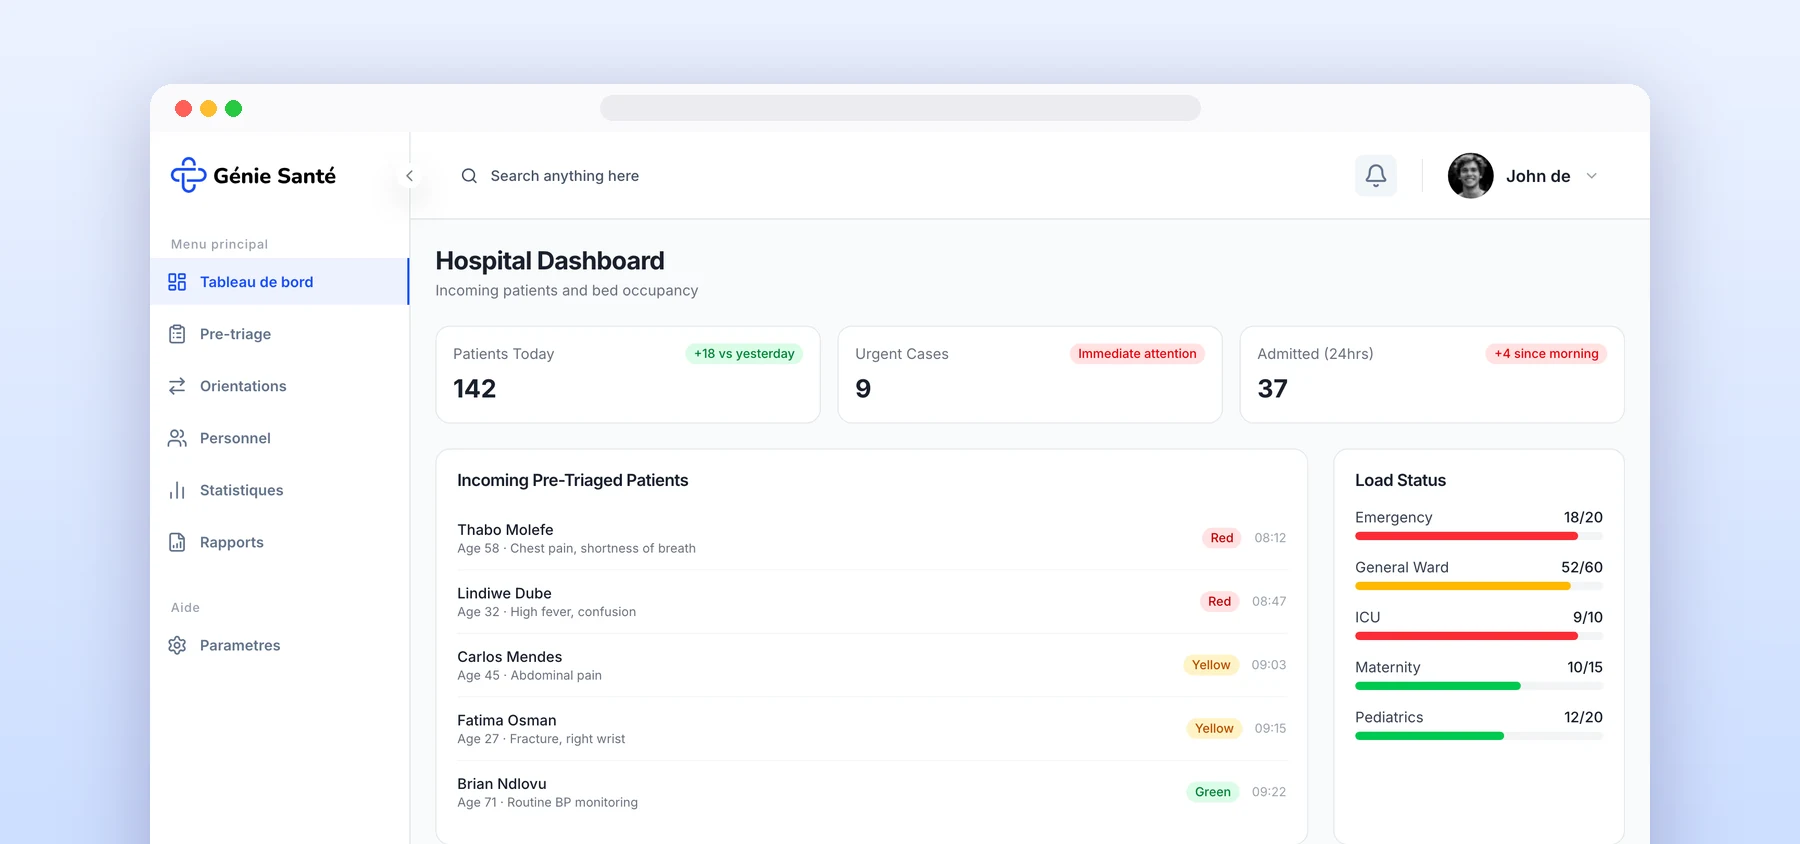 Génie Santé
Search anything here
John de
Menu principal
Tableau de bord
Pre-triage
Orientations
Personnel
Statistiques
Rapports
Aide
Parametres
Hospital Dashboard
Incoming patients and bed occupancy
Patients Today
+18 vs yesterday
142
Urgent Cases
Immediate attention
9
Admitted (24hrs)
+4 since morning
37
Incoming Pre-Triaged Patients
Thabo Molefe
Age 58 · Chest pain, shortness of breath
Red 08:12
Lindiwe Dube
Age 32 · High fever, confusion
Red 08:47
Carlos Mendes
Age 45 · Abdominal pain
Yellow 09:03
Fatima Osman
Age 27 · Fracture, right wrist
Yellow 09:15
Brian Ndlovu
Age 71 · Routine BP monitoring
Green 09:22
Load Status
Emergency 18/20
General Ward 52/60
ICU 9/10
Maternity 10/15
Pediatrics 12/20